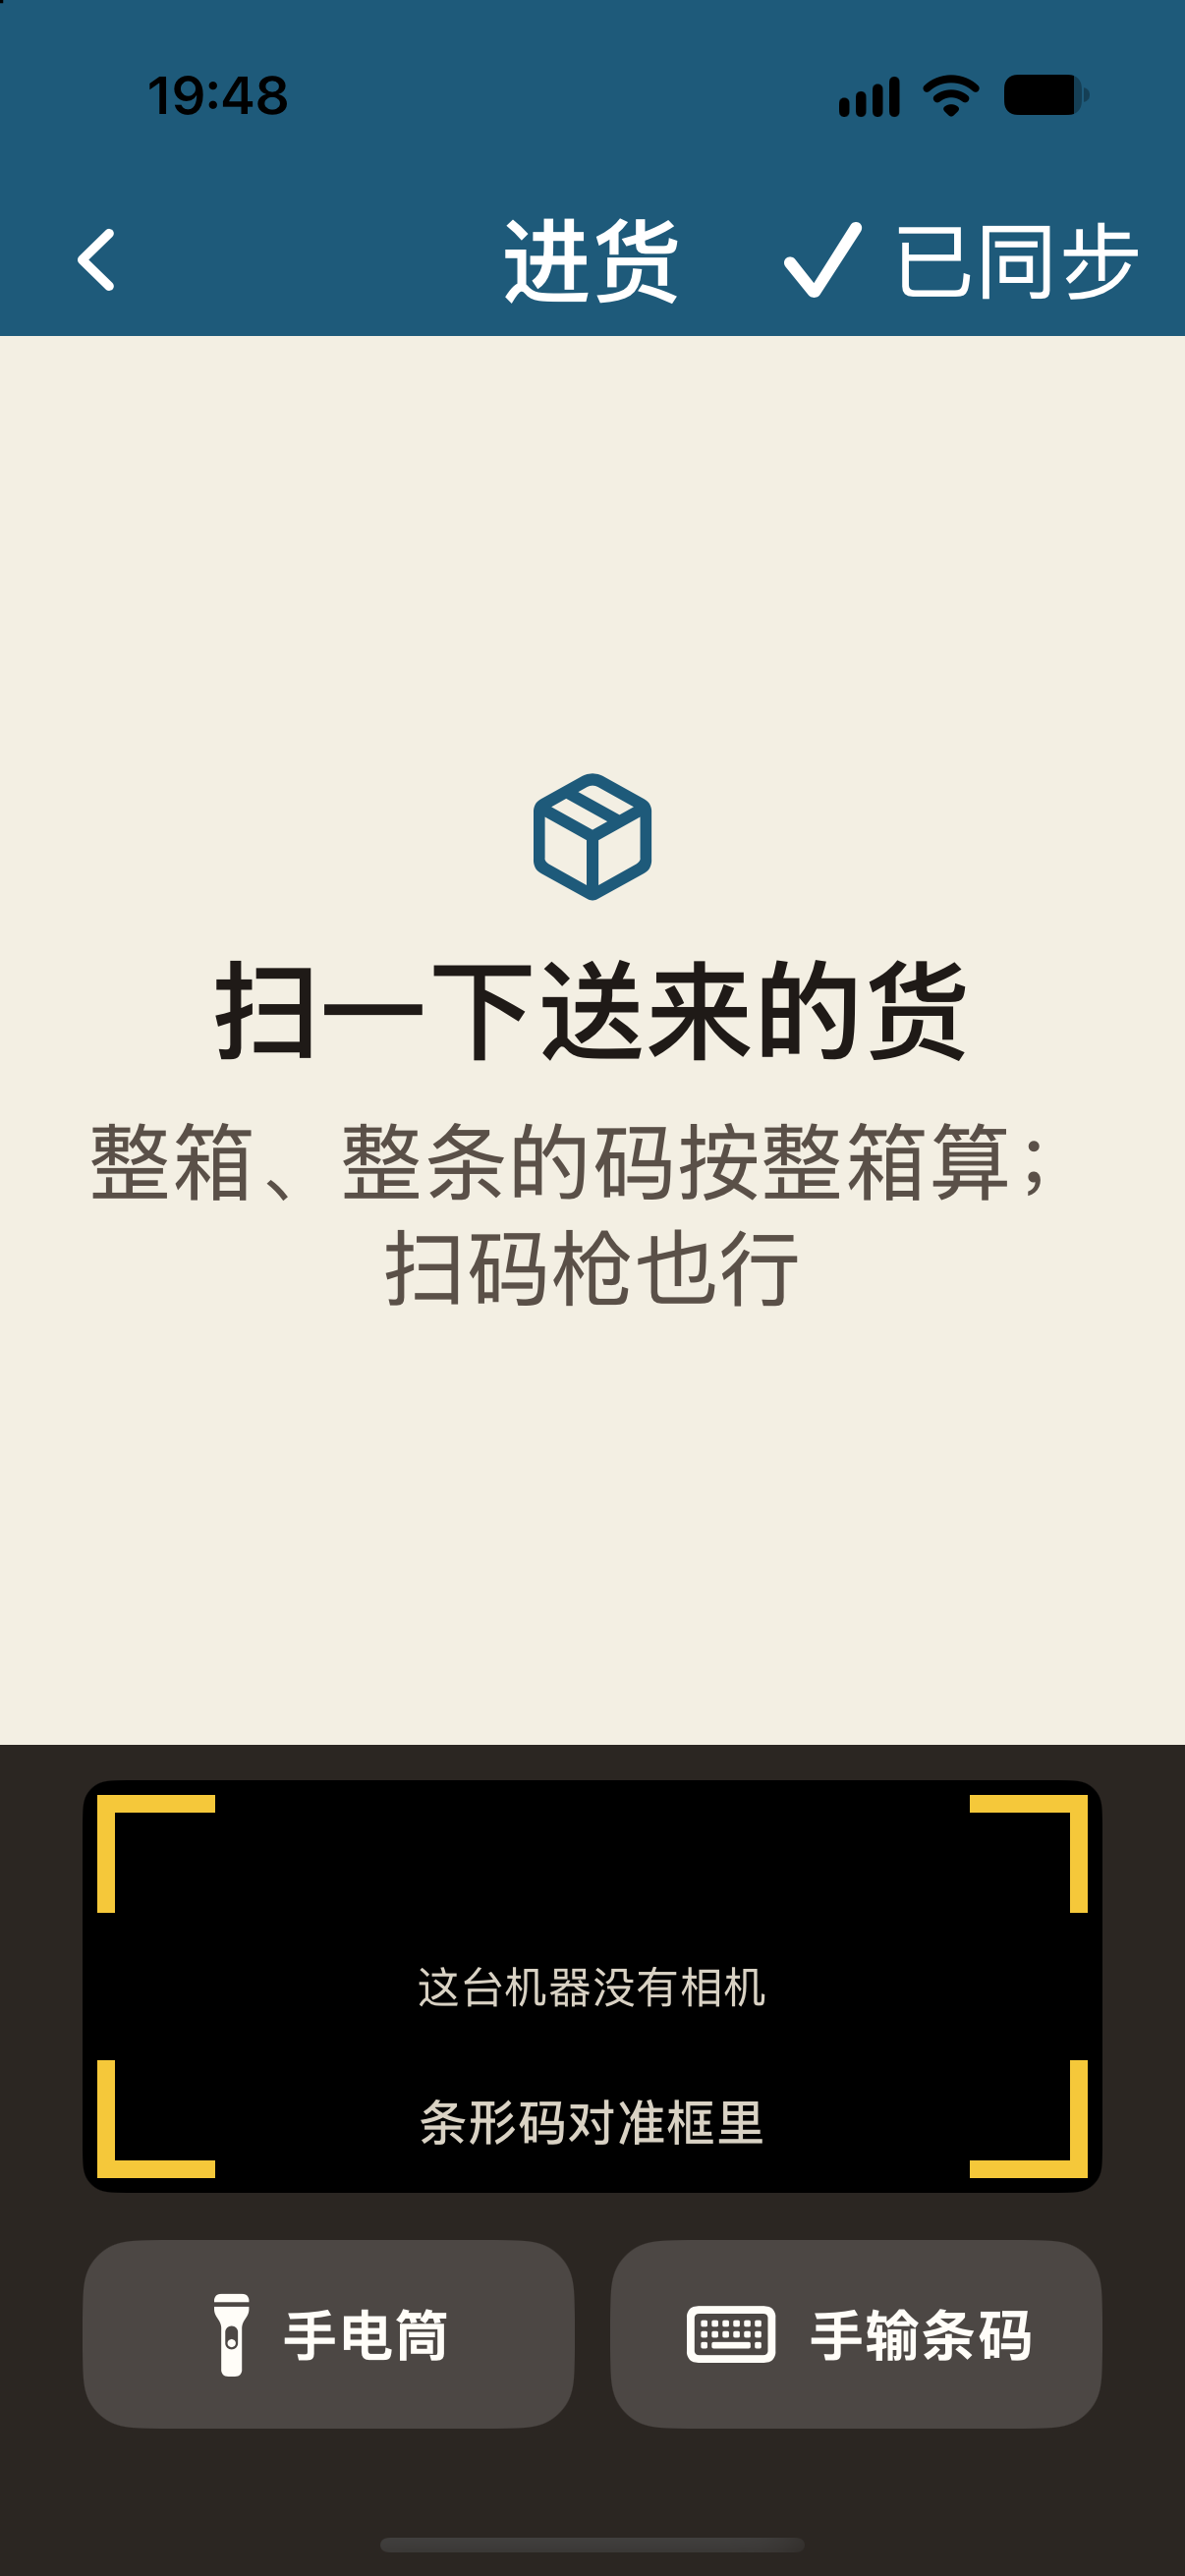 19:48
进货
已同步
扫一下送来的货
整箱、整条的码按整箱算；
扫码枪也行
这台机器没有相机
条形码对准框里
手电筒
手输条码